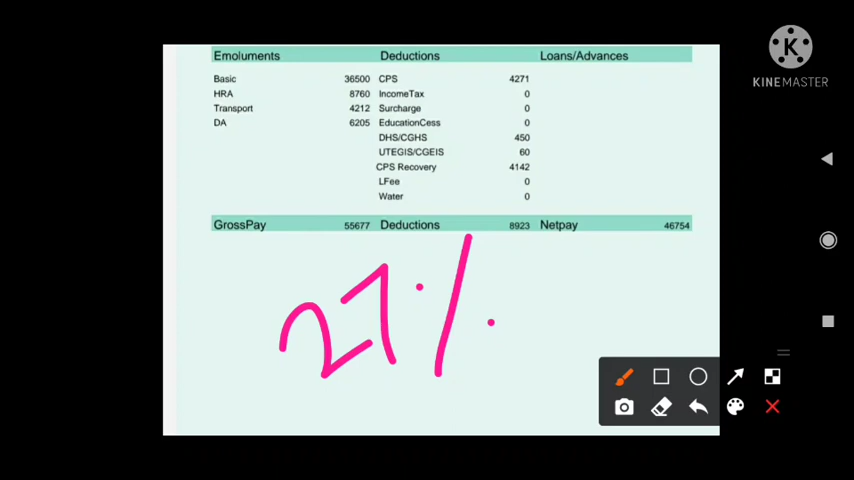 K
KINEMASTER
Emoluments Deductions Loans/Advances
Basic 36500 CPS 4271
HRA 8760 IncomeTax 0
Transport 4212 Surcharge 0
DA 6205 EducationCess 0
DHS/CGHS 450
UTEGIS/CGEIS 60
CPS Recovery 4142
LFee 0
Water 0
GrossPay 55677 Deductions 8923 Netpay 46754
27%